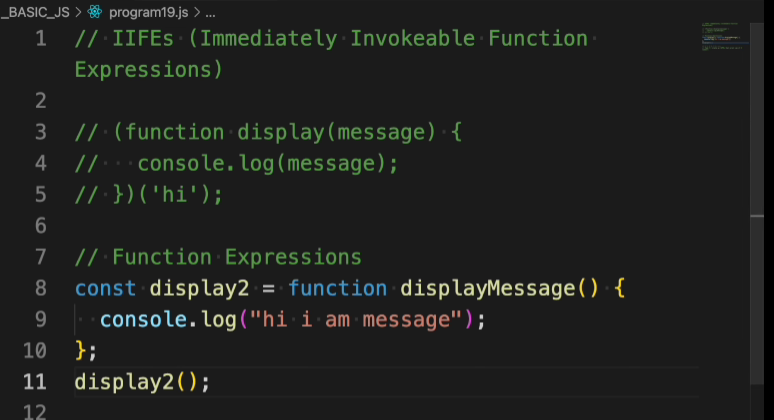 _BASIC_JS > program19.js > ...
1 // IIFEs (Immediately Invokeable Function
Expressions)
2
3 // (function display(message) {
4 //   console.log(message);
5 // })('hi');
6
7 // Function Expressions
8 const display2 = function displayMessage() {
9   console.log("hi i am message");
10 };
11 display2();
12